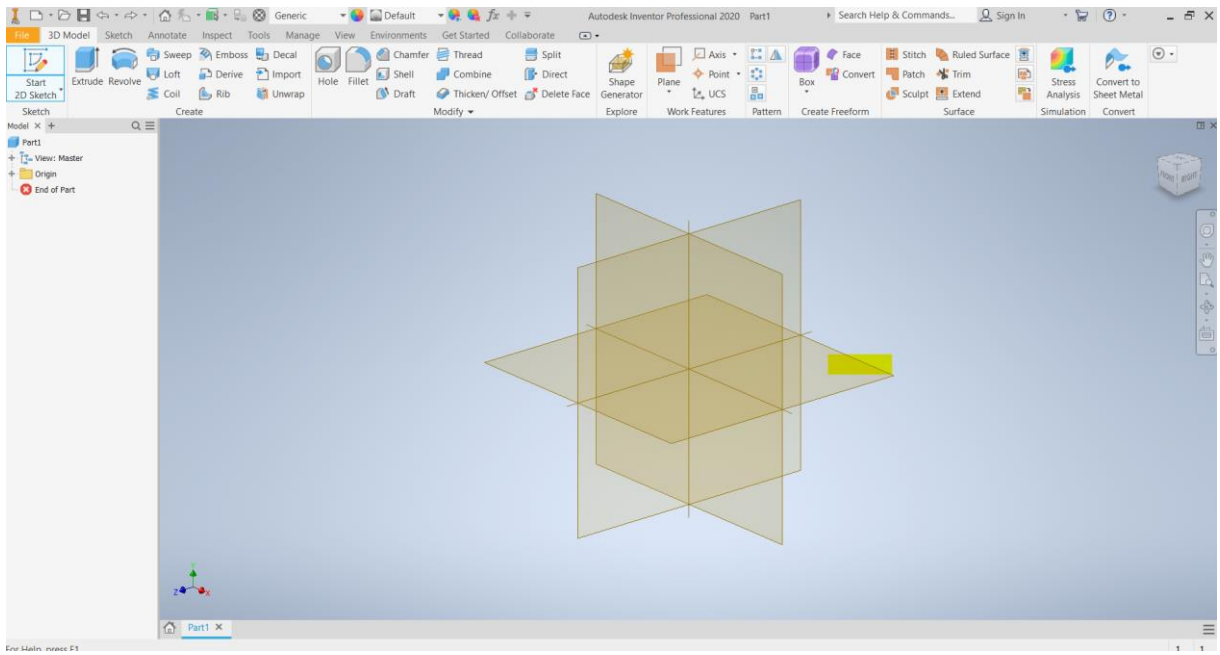 Generic Default fx Autodesk Inventor Professional 2020 Part1 Search Help & Commands... Sign In
File 3D Model Sketch Annotate Inspect Tools Manage View Environments Get Started Collaborate
Start 2D Sketch
Extrude Revolve
Sweep Emboss Decal
Loft Derive Import
Coil Rib Unwrap
Hole Fillet
Chamfer Thread Split
Shell Combine Direct
Draft Thicken/ Offset Delete Face
Shape Generator
Plane
Axis
Point
UCS
Box
Face
Convert
Stitch Ruled Surface
Patch Trim
Sculpt Extend
Stress Analysis
Convert to Sheet Metal
Sketch Create Modify Explore Work Features Pattern Create Freeform Surface Simulation Convert
Model × +
Part1
View: Master
Origin
End of Part
FRONT RIGHT
Y
Z X
Part1 ×
For Help, press F1 1 1